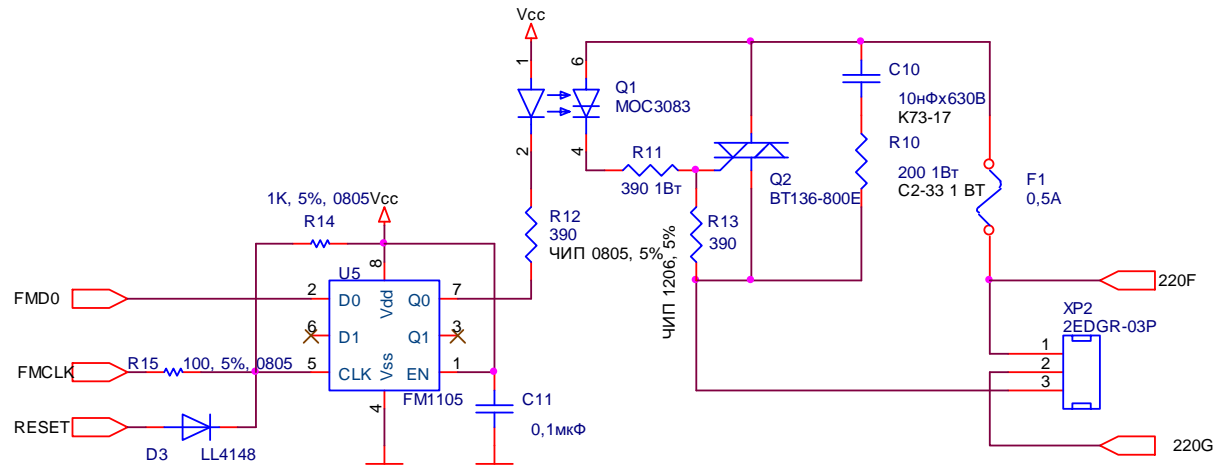 Vcc
1
2
6
4
Q1
MOC3083
R11
390 1Вт
Q2
BT136-800E
C10
10нФх630В
К73-17
R10
200 1Вт
С2-33 1 ВТ
F1
0,5А
1K, 5%, 0805
Vcc
R14
R12
390
ЧИП 0805, 5%
R13
390
ЧИП 1206, 5%
U5
8
FMD0
2
D0
Vdd
Q0
7
6
D1
Q1
3
FMCLK
R15
100, 5%, 0805
5
CLK
Vss
EN
1
FM1105
4
RESET
D3
LL4148
C11
0,1мкФ
220F
XP2
2EDGR-03P
1
2
3
220G